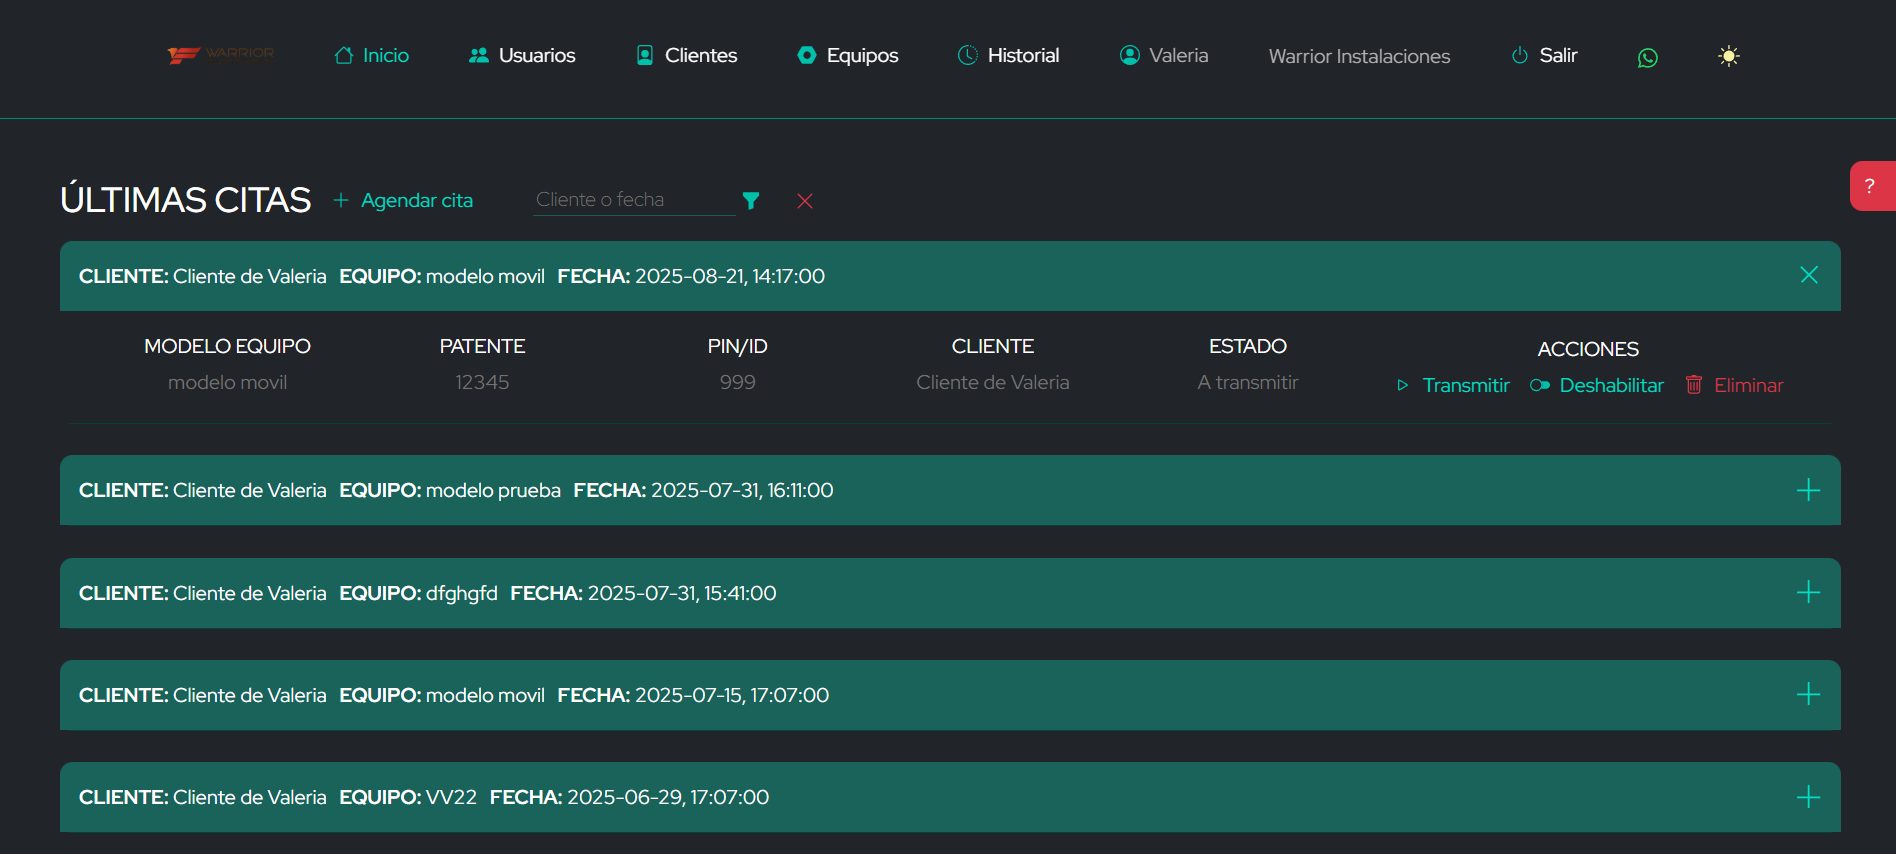 WARRIOR
Inicio
Usuarios
Clientes
Equipos
Historial
Valeria
Warrior Instalaciones
Salir
?
ÚLTIMAS CITAS
Agendar cita
Cliente o fecha
CLIENTE: Cliente de Valeria EQUIPO: modelo movil FECHA: 2025-08-21, 14:17:00
MODELO EQUIPO PATENTE PIN/ID CLIENTE ESTADO ACCIONES
modelo movil 12345 999 Cliente de Valeria A transmitir Transmitir Deshabilitar Eliminar
CLIENTE: Cliente de Valeria EQUIPO: modelo prueba FECHA: 2025-07-31, 16:11:00
CLIENTE: Cliente de Valeria EQUIPO: dfghgfd FECHA: 2025-07-31, 15:41:00
CLIENTE: Cliente de Valeria EQUIPO: modelo movil FECHA: 2025-07-15, 17:07:00
CLIENTE: Cliente de Valeria EQUIPO: VV22 FECHA: 2025-06-29, 17:07:00